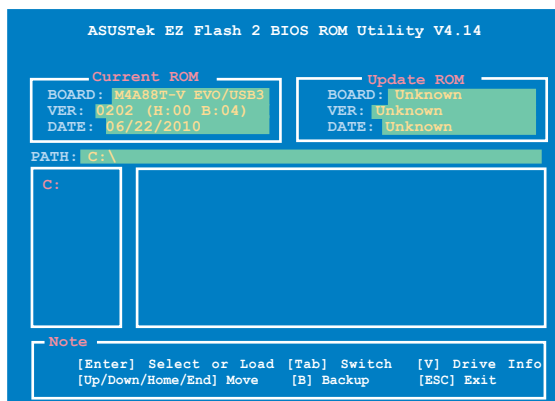 ASUSTek EZ Flash 2 BIOS ROM Utility V4.14
Current ROM
BOARD: M4A88T-V EVO/USB3
VER: 0202 (H:00 B:04)
DATE: 06/22/2010
Update ROM
BOARD: Unknown
VER: Unknown
DATE: Unknown
PATH: C:\
C:
Note
[Enter] Select or Load [Tab] Switch [V] Drive Info
[Up/Down/Home/End] Move [B] Backup [ESC] Exit